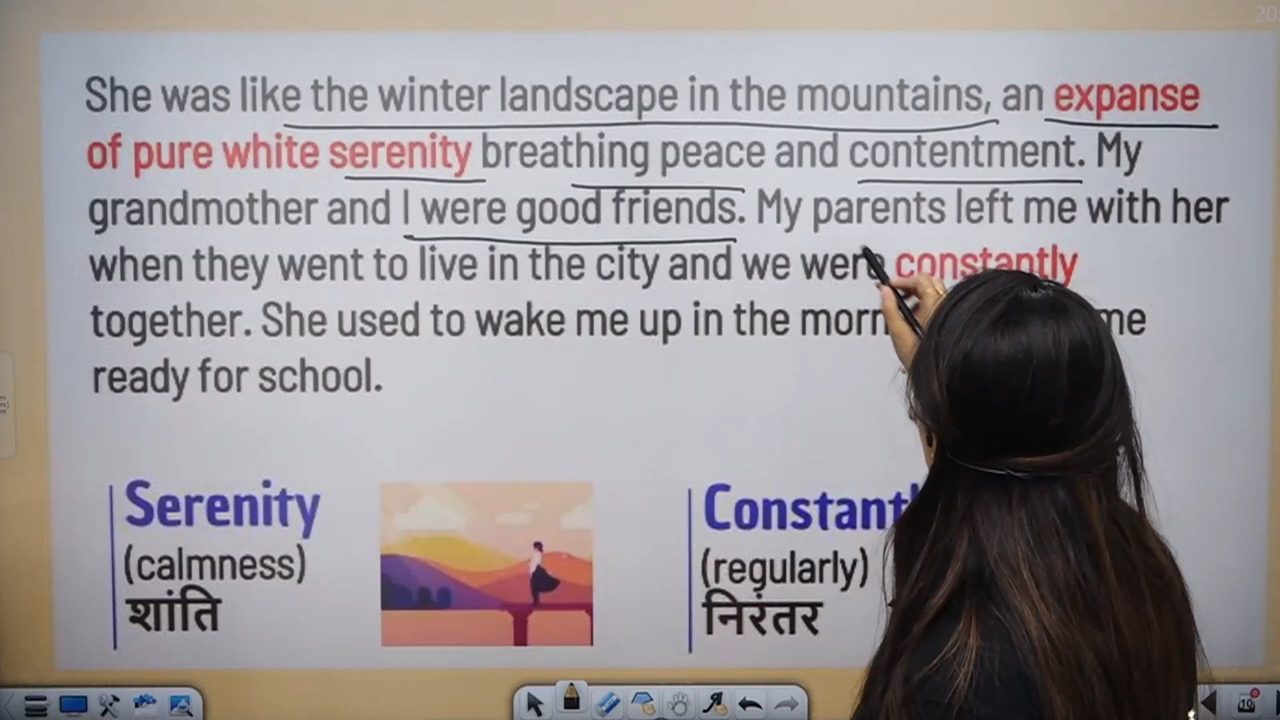 She was like the winter landscape in the mountains, an expanse
of pure white serenity breathing peace and contentment. My
grandmother and I were good friends. My parents left me with her
when they went to live in the city and we were constantly
together. She used to wake me up in the me
ready for school.
Serenity
(calmness)
शांति
(regularly)
निरंतर